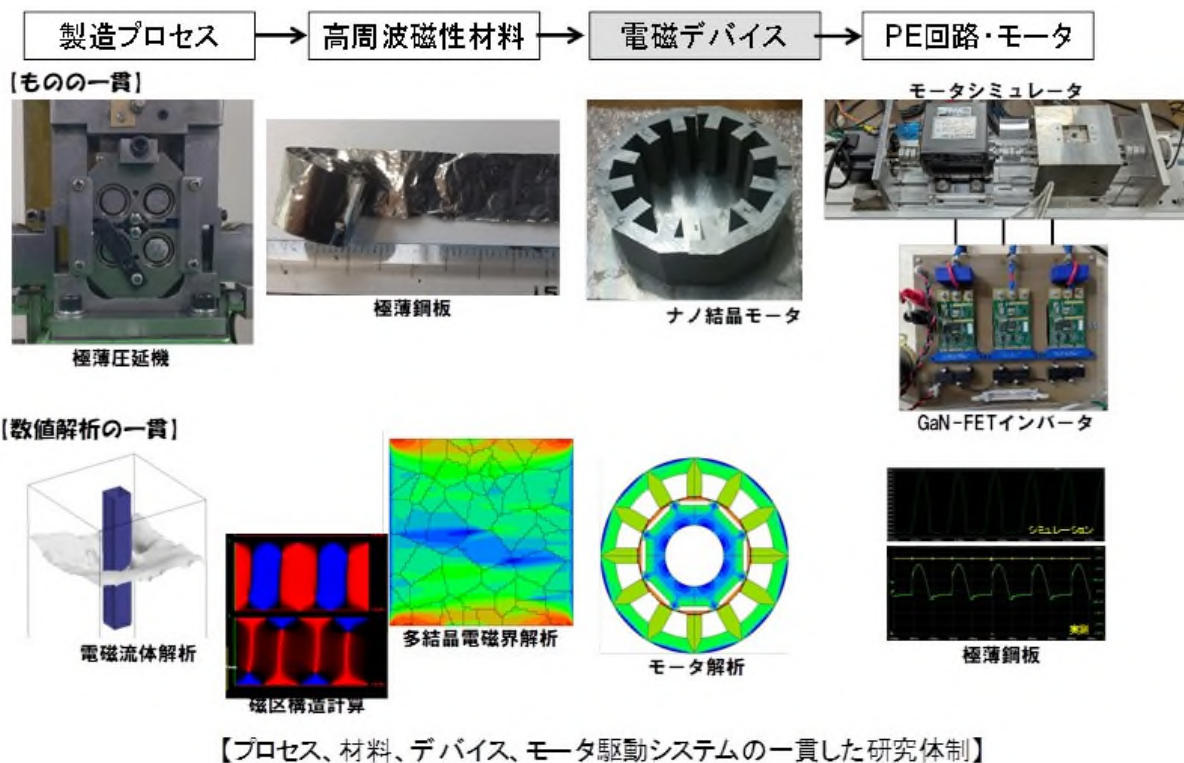 製造プロセス
高周波磁性材料
電磁デバイス
PE回路・モータ
【ものの一貫】
モータシミュレータ
極薄圧延機
極薄鋼板
ナノ結晶モータ
GaN-FETインバータ
【数値解析の一貫】
シミュレーション
実測
電磁流体解析
磁区構造計算
多結晶電磁界解析
モータ解析
極薄鋼板
【プロセス、材料、デバイス、モータ駆動システムの一貫した研究体制】